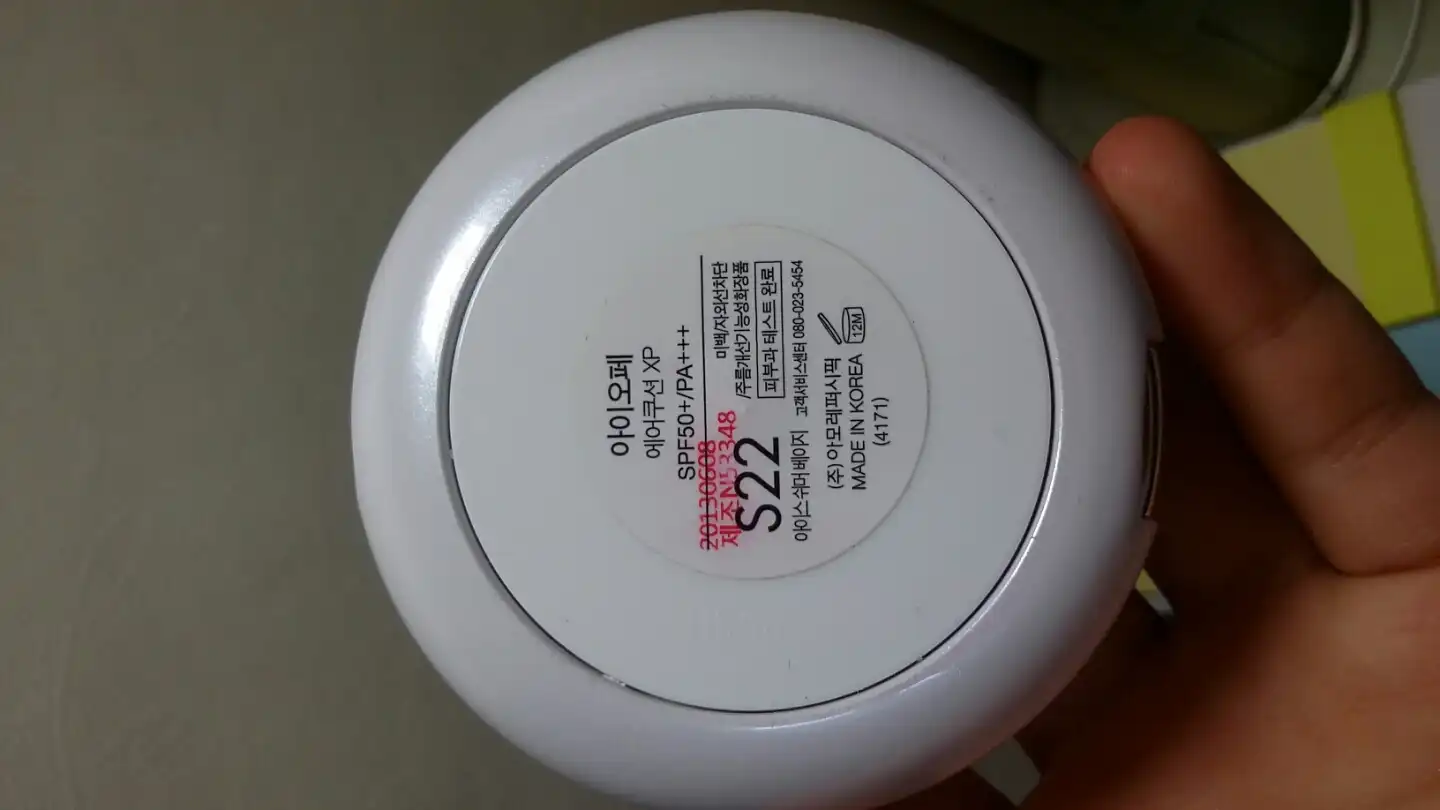 아이오페
에어쿠션 XP
SPF50+/PA+++
미백/자외선차단
/주름개선기능성화장품
피부과 테스트 완료
20130608
제조N53348
S22
아이스쉬머베이지
고객서비스센터 080-023-5454
(주)아모레퍼시픽
12M
MADE IN KOREA
(4171)